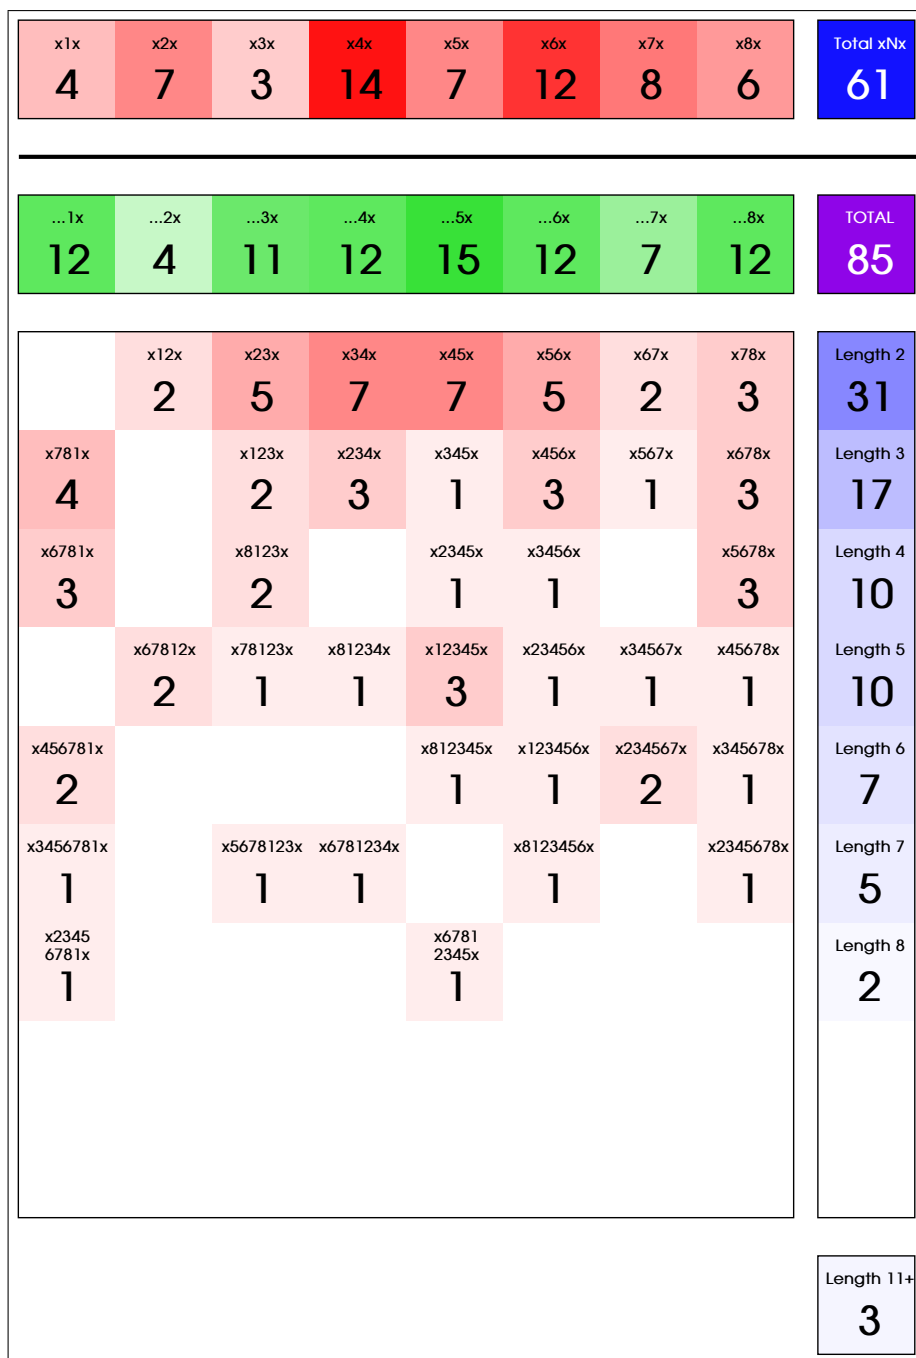 x1x x2x x3x x4x x5x x6x x7x x8x Total xNx
4 7 3 14 7 12 8 6 61
...1x ...2x ...3x ...4x ...5x ...6x ...7x ...8x TOTAL
12 4 11 12 15 12 7 12 85
x12x x23x x34x x45x x56x x67x x78x Length 2
2 5 7 7 5 2 3 31
x781x x123x x234x x345x x456x x567x x678x Length 3
4 2 3 1 3 1 3 17
x6781x x8123x x2345x x3456x x5678x Length 4
3 2 1 1 3 10
x67812x x78123x x81234x x12345x x23456x x34567x x45678x Length 5
2 1 1 3 1 1 1 10
x456781x x812345x x123456x x234567x x345678x Length 6
2 1 1 2 1 7
x3456781x x5678123x x6781234x x8123456x x2345678x Length 7
1 1 1 1 1 5
x2345 x6781 Length 8
6781x 2345x
1 1 2
Length 11+
3